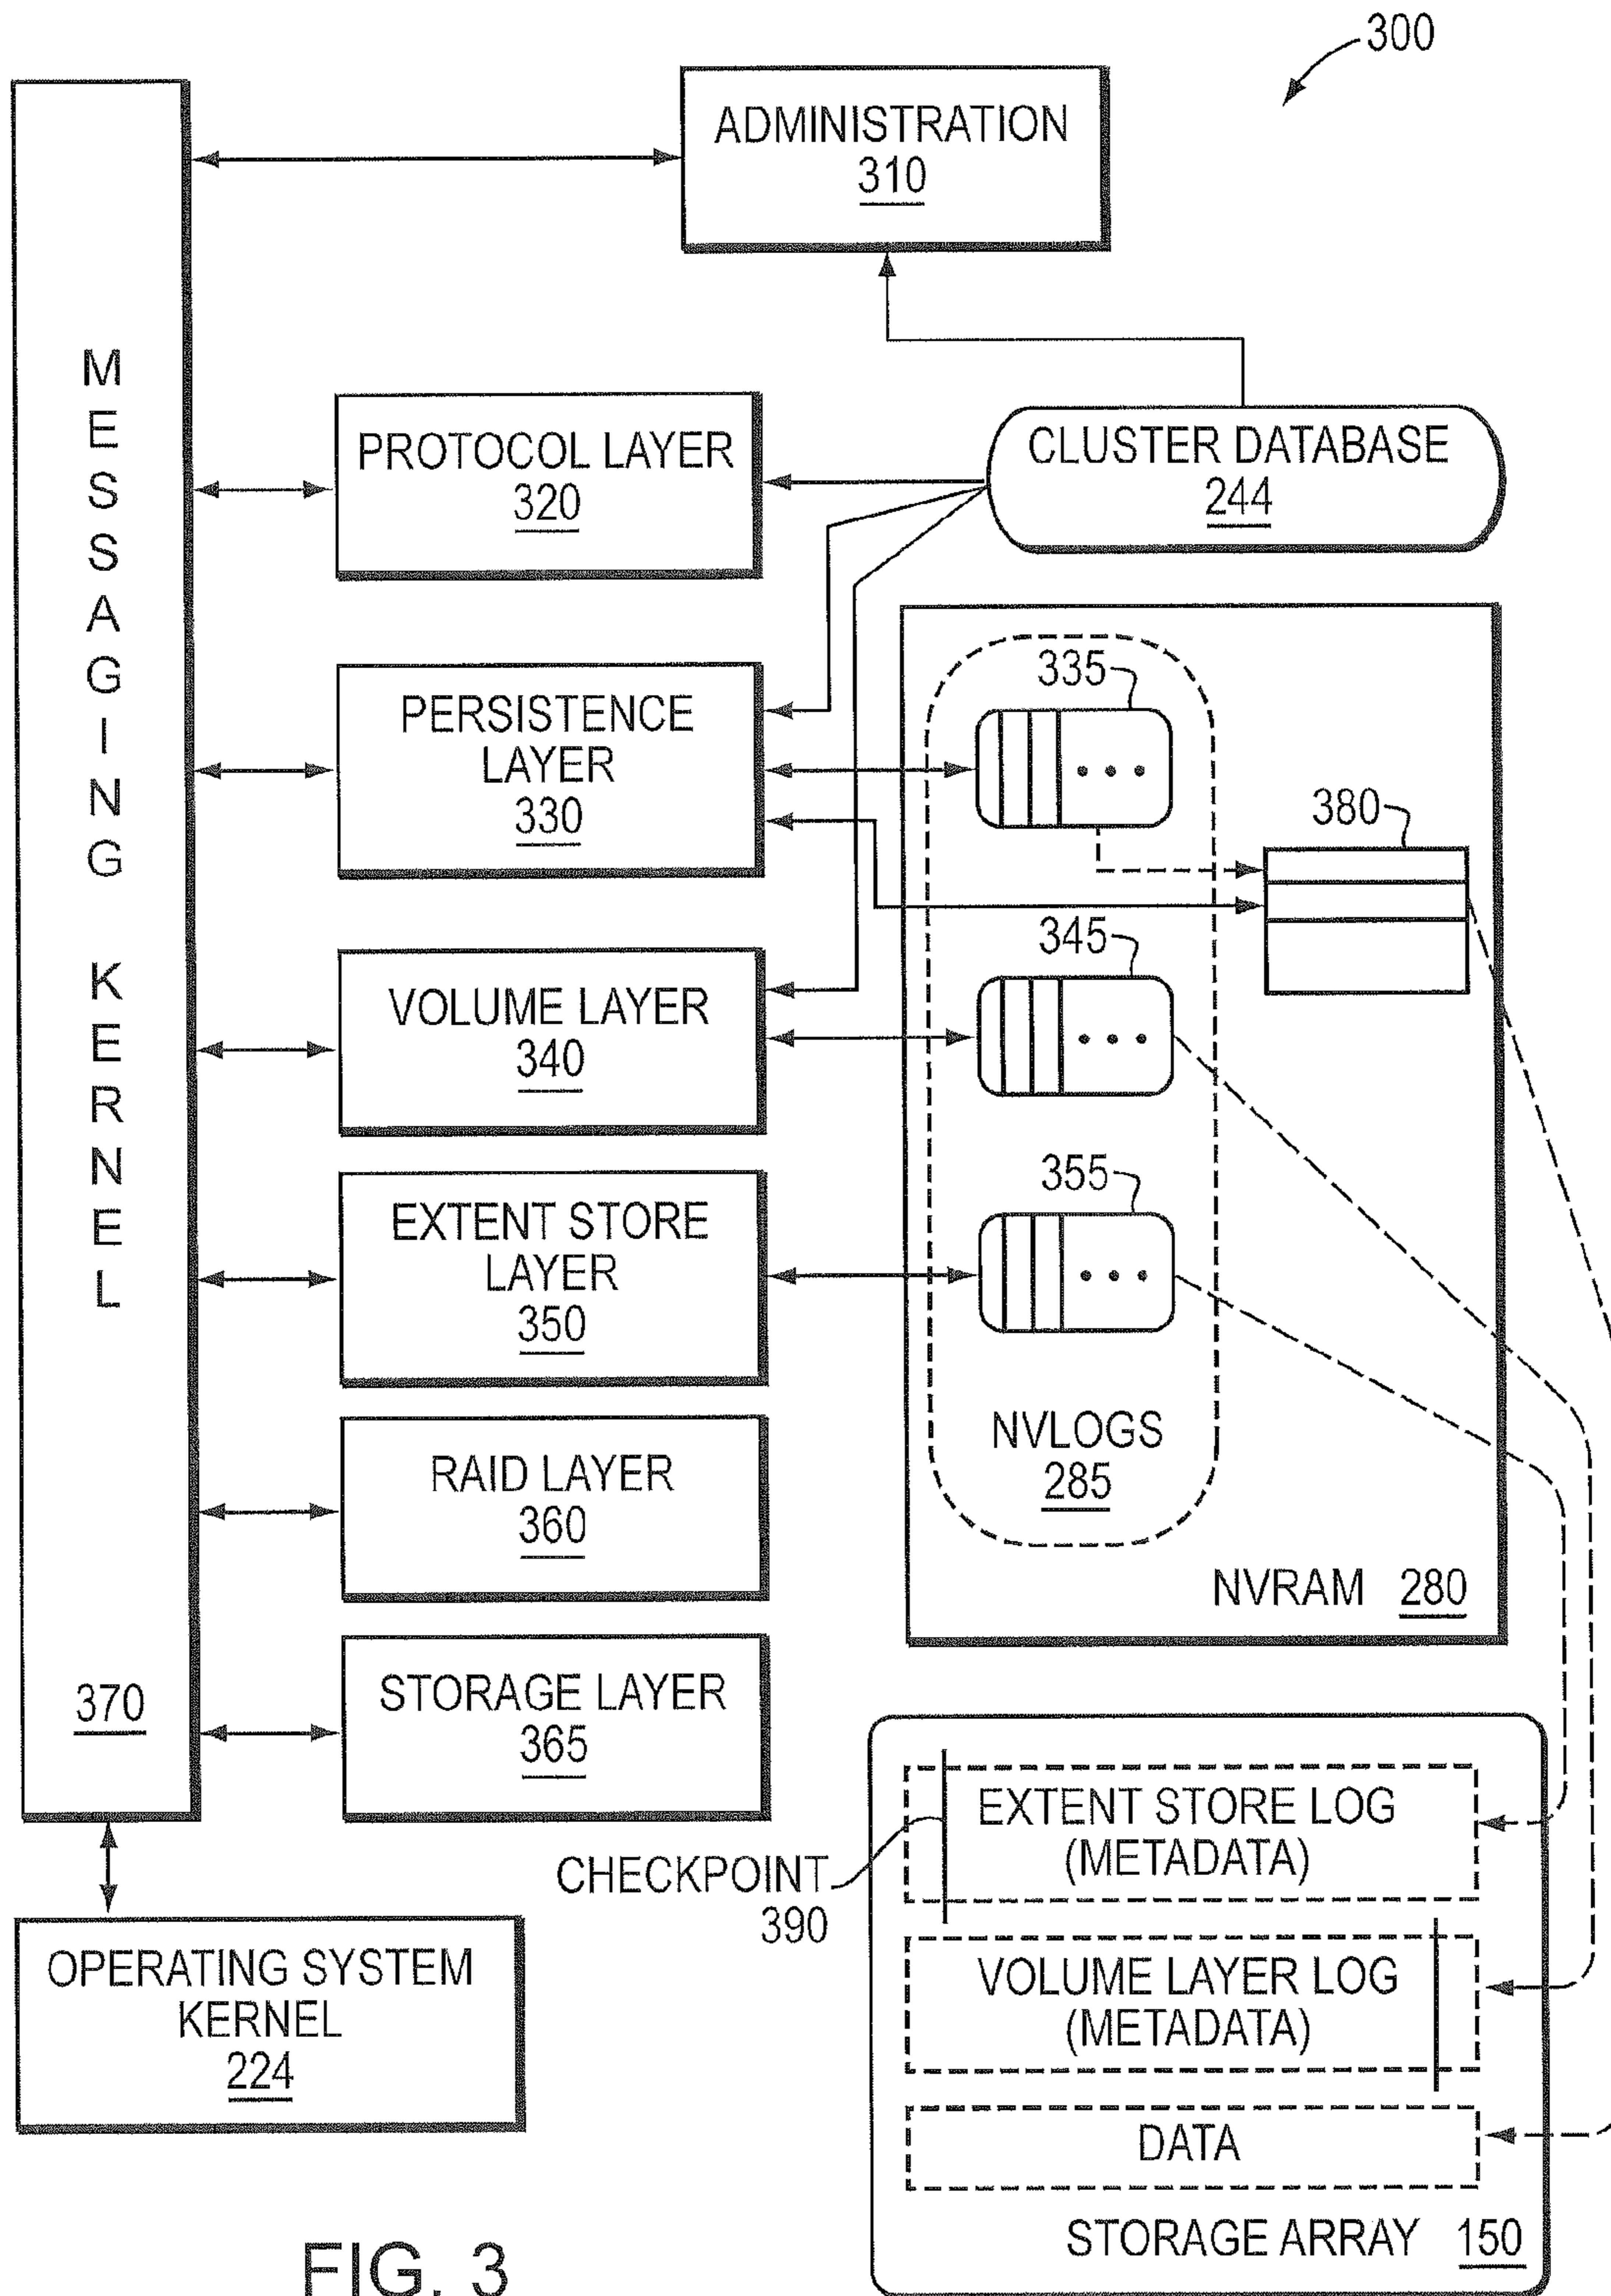 300
ADMINISTRATION
310
MESSAGING KERNEL
370
PROTOCOL LAYER
320
CLUSTER DATABASE
244
PERSISTENCE
LAYER
330
335
380
VOLUME LAYER
340
345
EXTENT STORE
LAYER
350
355
NVLOGS
285
RAID LAYER
360
NVRAM 280
STORAGE LAYER
365
EXTENT STORE LOG
(METADATA)
CHECKPOINT
390
VOLUME LAYER LOG
(METADATA)
DATA
STORAGE ARRAY 150
OPERATING SYSTEM
KERNEL
224
FIG. 3